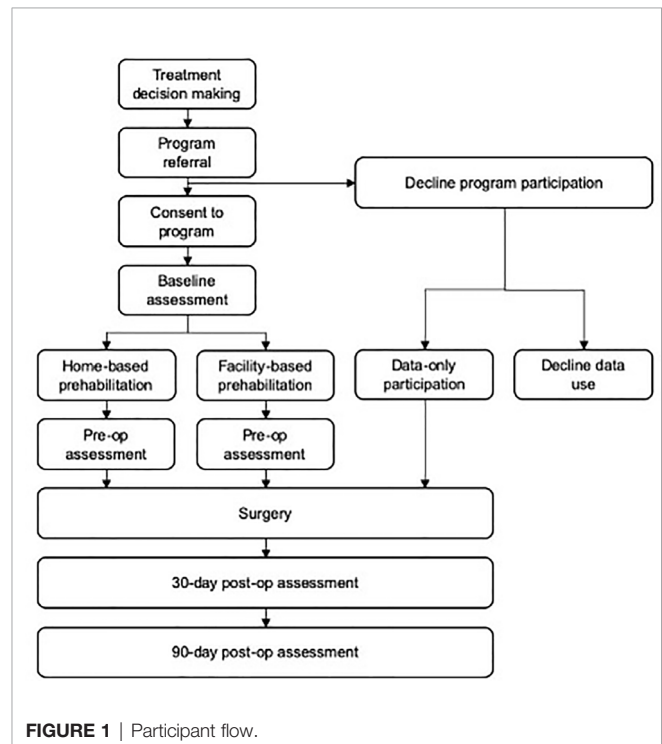 Treatment
decision making
Program
referral
Decline program participation
Consent to
program
Baseline
assessment
Home-based
prehabilitation
Facility-based
prehabilitation
Data-only
participation
Decline data
use
Pre-op
assessment
Pre-op
assessment
Surgery
30-day post-op assessment
90-day post-op assessment
FIGURE 1 | Participant flow.